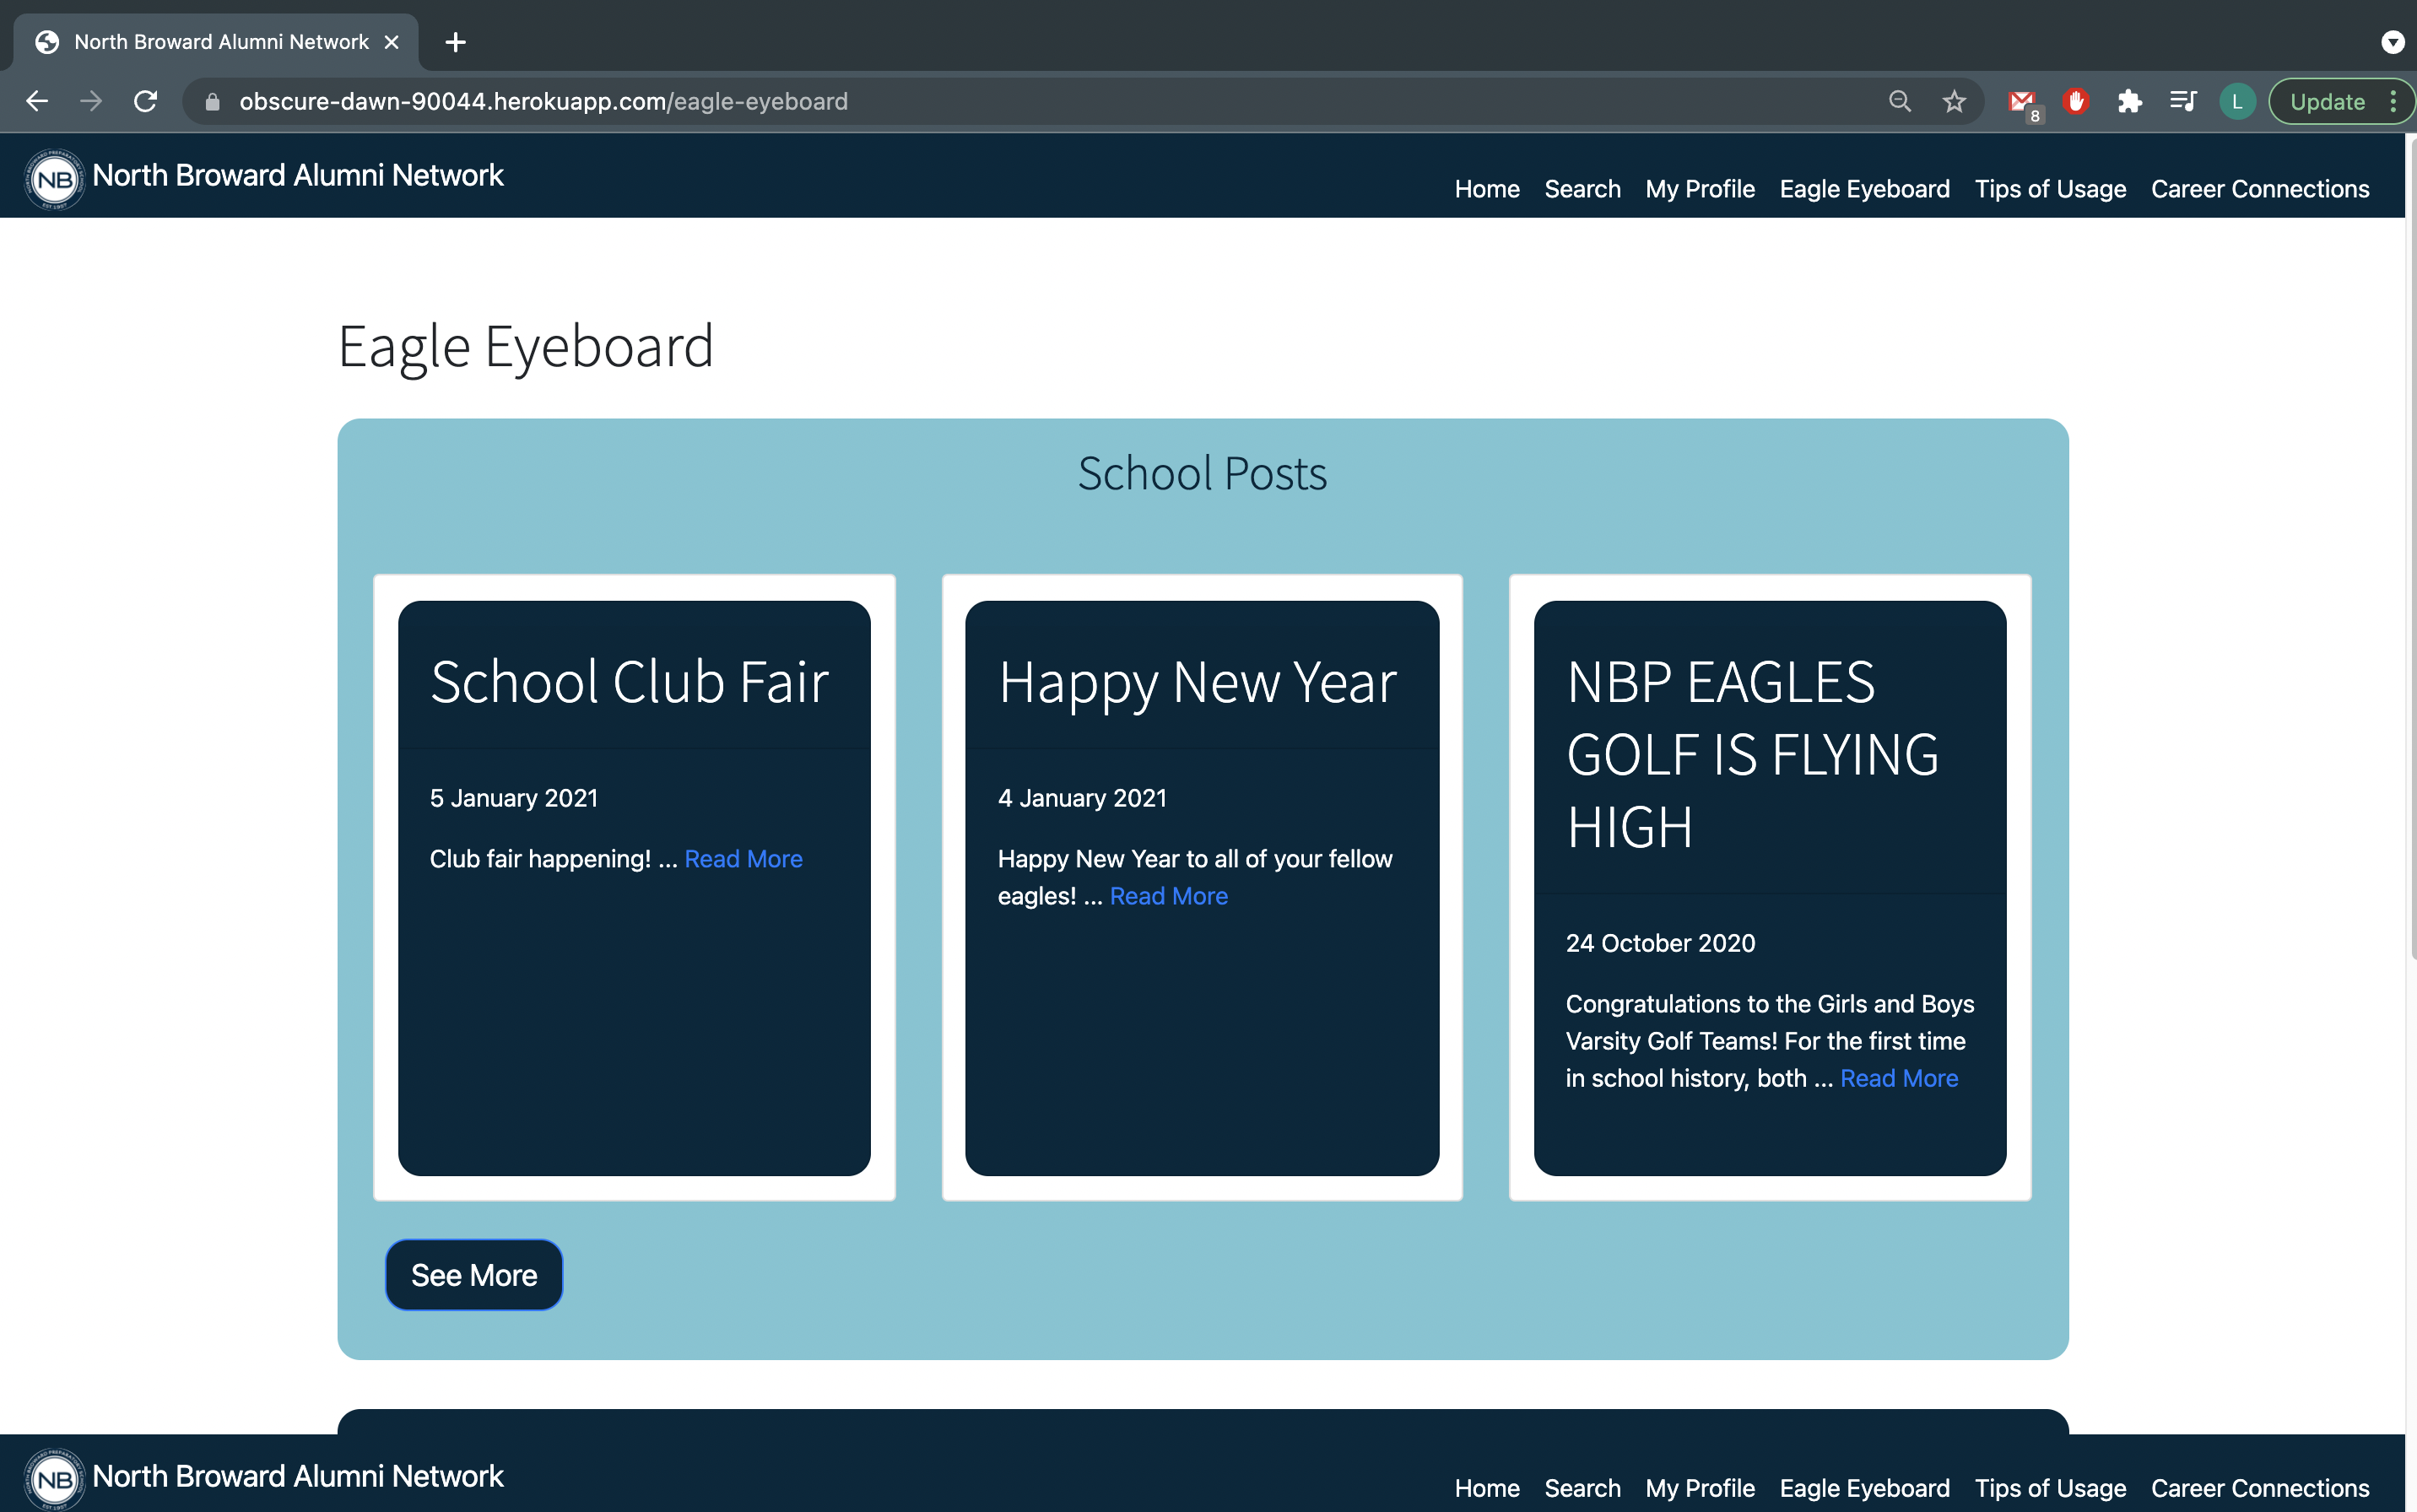 North Broward Alumni Network
obscure-dawn-90044.herokuapp.com/eagle-eyeboard
8
L
Update
NB
North Broward Alumni Network
Home
Search
My Profile
Eagle Eyeboard
Tips of Usage
Career Connections
Eagle Eyeboard
School Posts
School Club Fair
5 January 2021
Club fair happening! ... Read More
Happy New Year
4 January 2021
Happy New Year to all of your fellow
eagles! ... Read More
NBP EAGLES
GOLF IS FLYING
HIGH
24 October 2020
Congratulations to the Girls and Boys
Varsity Golf Teams! For the first time
in school history, both ... Read More
See More
NB
North Broward Alumni Network
Home
Search
My Profile
Eagle Eyeboard
Tips of Usage
Career Connections